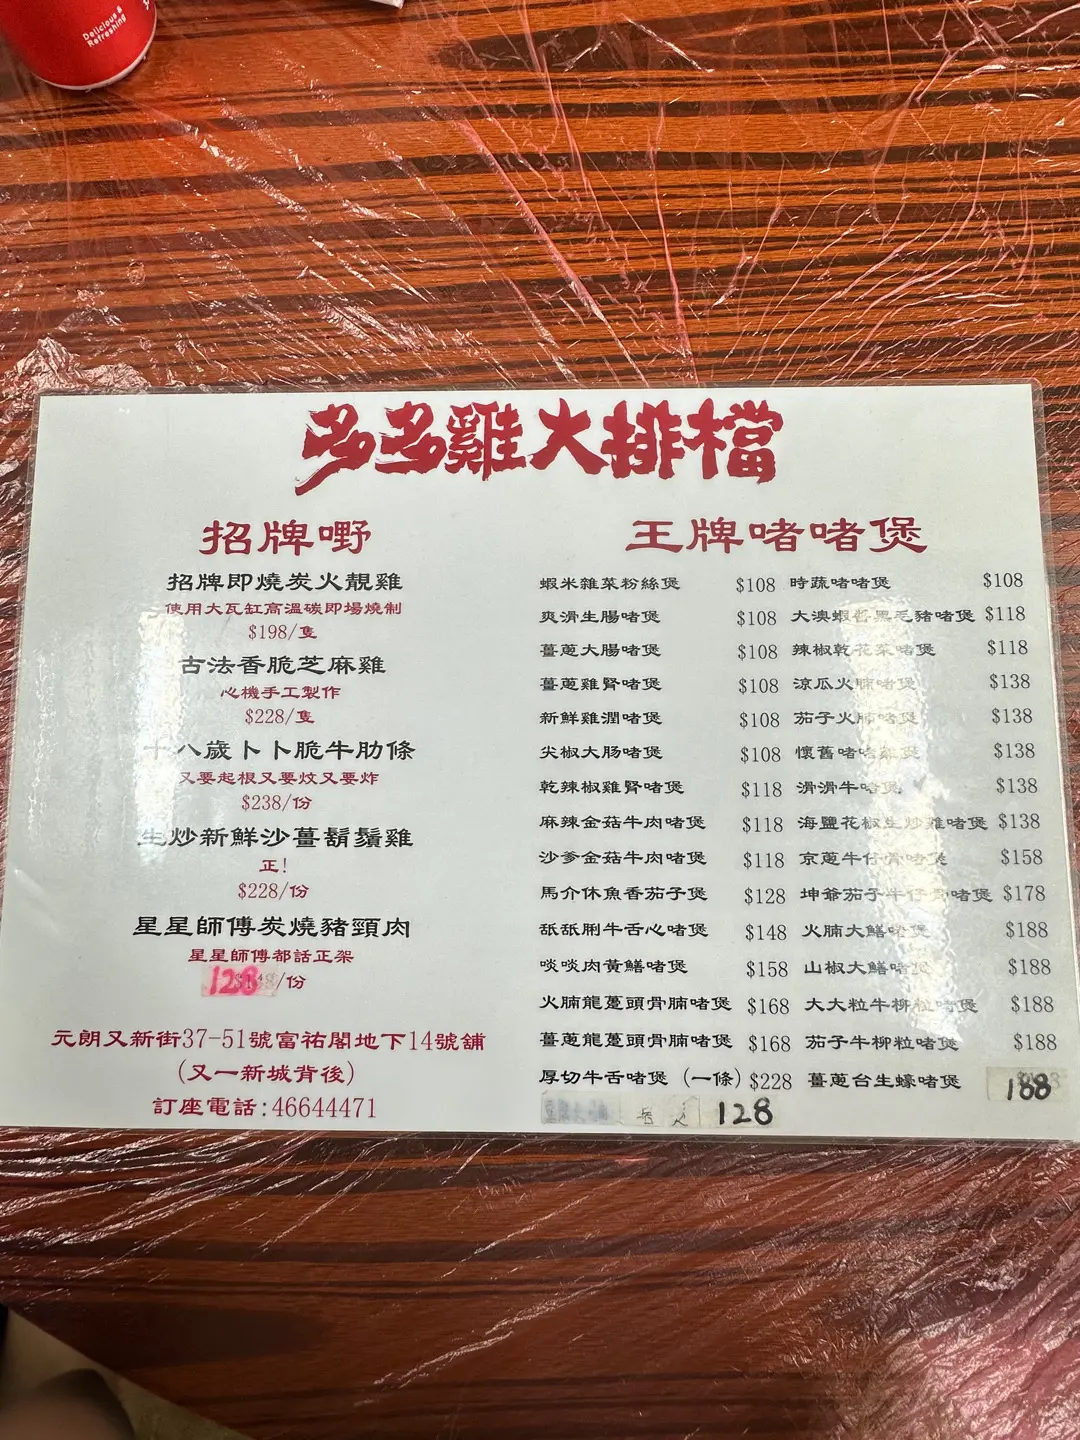 Delicious &
Refreshing
多多雞大排檔
招牌嘢
招牌即燒炭火靚雞
使用大瓦缸高溫碳即場燒制
$198/隻
古法香脆芝麻雞
心機手工製作
$228/隻
十八歲卜卜脆牛肋條
又要起根又要炆又要炸
$238/份
生炒新鮮沙薑鬍鬚雞
正!
$228/份
星星師傅炭燒豬頸肉
星星師傅都話正架
128/份
元朗又新街37-51號富祐閣地下14號舖
(又一新城背後)
訂座電話:46644471
王牌啫啫煲
蝦米雜菜粉絲煲 $108
爽滑生腸啫煲 $108
薑蔥大腸啫煲 $108
薑蔥雞腎啫煲 $108
新鮮雞潤啫煲 $108
尖椒大肠啫煲 $108
乾辣椒雞腎啫煲 $118
麻辣金菇牛肉啫煲 $118
沙爹金菇牛肉啫煲 $118
馬介休魚香茄子煲 $128
舐舐脷牛舌心啫煲 $148
啖啖肉黃鱔啫煲 $158
火腩龍躉頭骨腩啫煲 $168
薑蔥龍躉頭骨腩啫煲 $168
厚切牛舌啫煲 (一條) $228
128
時蔬啫啫煲 $108
大澳蝦醬黑毛豬啫煲 $118
辣椒乾花菜啫煲 $118
涼瓜火腩啫煲 $138
茄子火腩啫煲 $138
懷舊啫啫雞煲 $138
滑滑牛啫煲 $138
海鹽花椒生炒雞啫煲 $138
京蔥牛仔骨啫煲 $158
坤爺茄子牛仔骨啫煲 $178
火腩大鱔啫煲 $188
山椒大鱔啫煲 $188
大大粒牛柳粒啫煲 $188
茄子牛柳粒啫煲 $188
薑蔥台生蠔啫煲 188